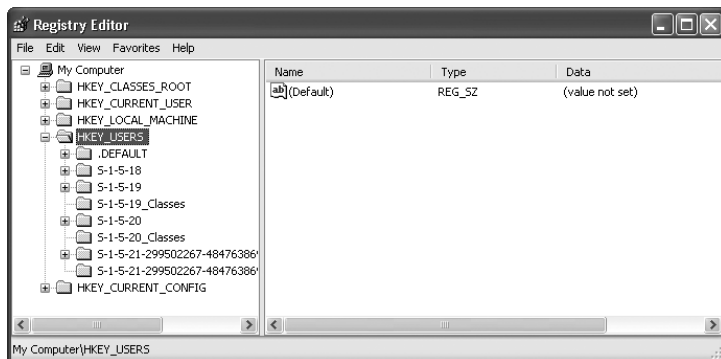 Registry Editor
File Edit View Favorites Help
My Computer
HKEY_CLASSES_ROOT
HKEY_CURRENT_USER
HKEY_LOCAL_MACHINE
HKEY_USERS
.DEFAULT
S-1-5-18
S-1-5-19
S-1-5-19_Classes
S-1-5-20
S-1-5-20_Classes
S-1-5-21-299502267-48476386
S-1-5-21-299502267-48476386
HKEY_CURRENT_CONFIG
Name Type Data
ab (Default) REG_SZ (value not set)
My Computer\HKEY_USERS